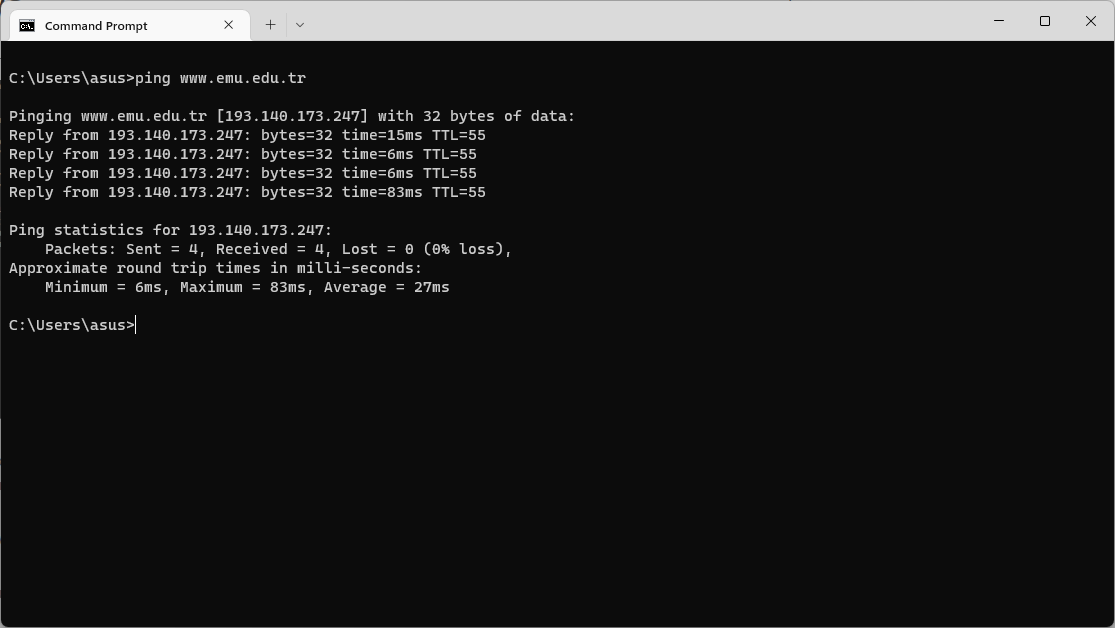 Command Prompt
C:\Users\asus>ping www.emu.edu.tr
Pinging www.emu.edu.tr [193.140.173.247] with 32 bytes of data:
Reply from 193.140.173.247: bytes=32 time=15ms TTL=55
Reply from 193.140.173.247: bytes=32 time=6ms TTL=55
Reply from 193.140.173.247: bytes=32 time=6ms TTL=55
Reply from 193.140.173.247: bytes=32 time=83ms TTL=55
Ping statistics for 193.140.173.247:
    Packets: Sent = 4, Received = 4, Lost = 0 (0% loss),
Approximate round trip times in milli-seconds:
    Minimum = 6ms, Maximum = 83ms, Average = 27ms
C:\Users\asus>